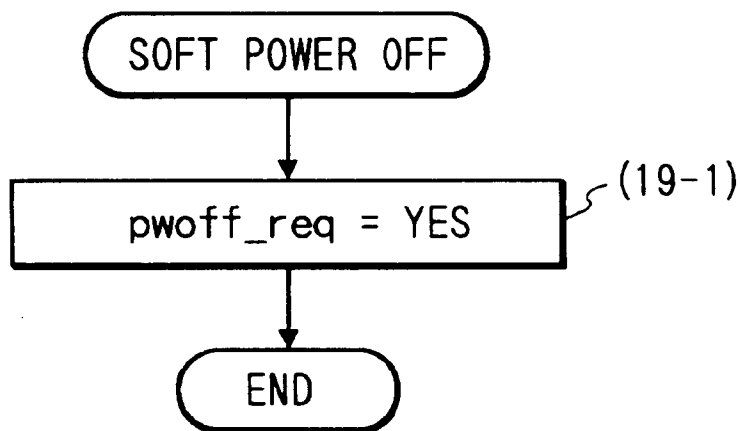 SOFT POWER OFF
pwoff_req = YES
(19-1)
END